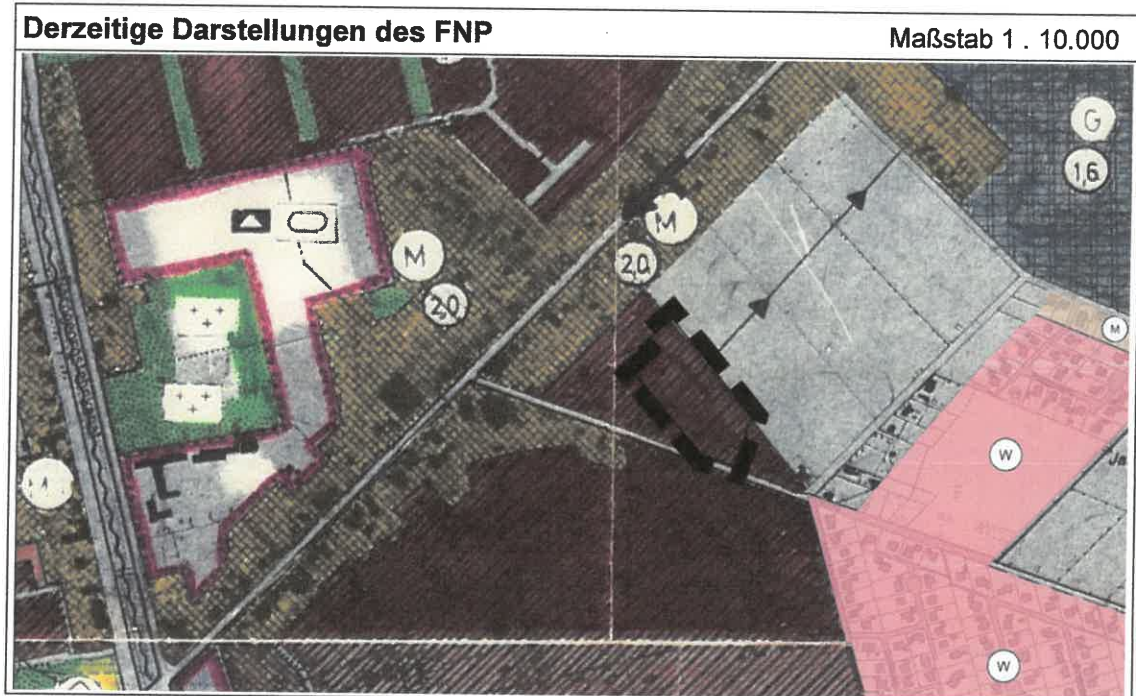 Derzeitige Darstellungen des FNP
Maßstab 1 . 10.000
G
1,6
M
2,0
M
2,0
M
W
W